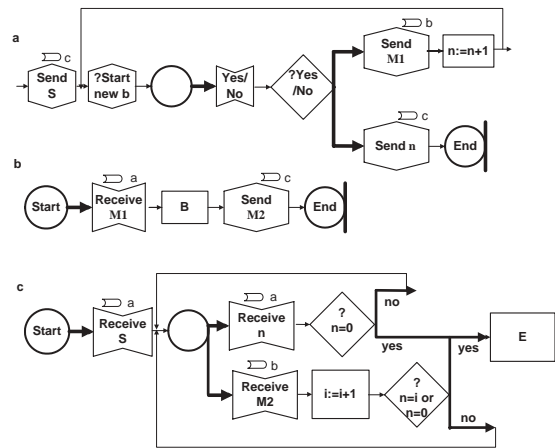 a
c
Send
S
?Start
new b
Yes/
No
?Yes
/No
b
Send
M1
n:=n+1
c
Send n
End
b
Start
a
Receive
M1
B
c
Send
M2
End
c
Start
a
Receive
S
a
Receive
n
?
n=0
no
yes
yes
E
b
Receive
M2
i:=i+1
?
n=i or
n=0
no